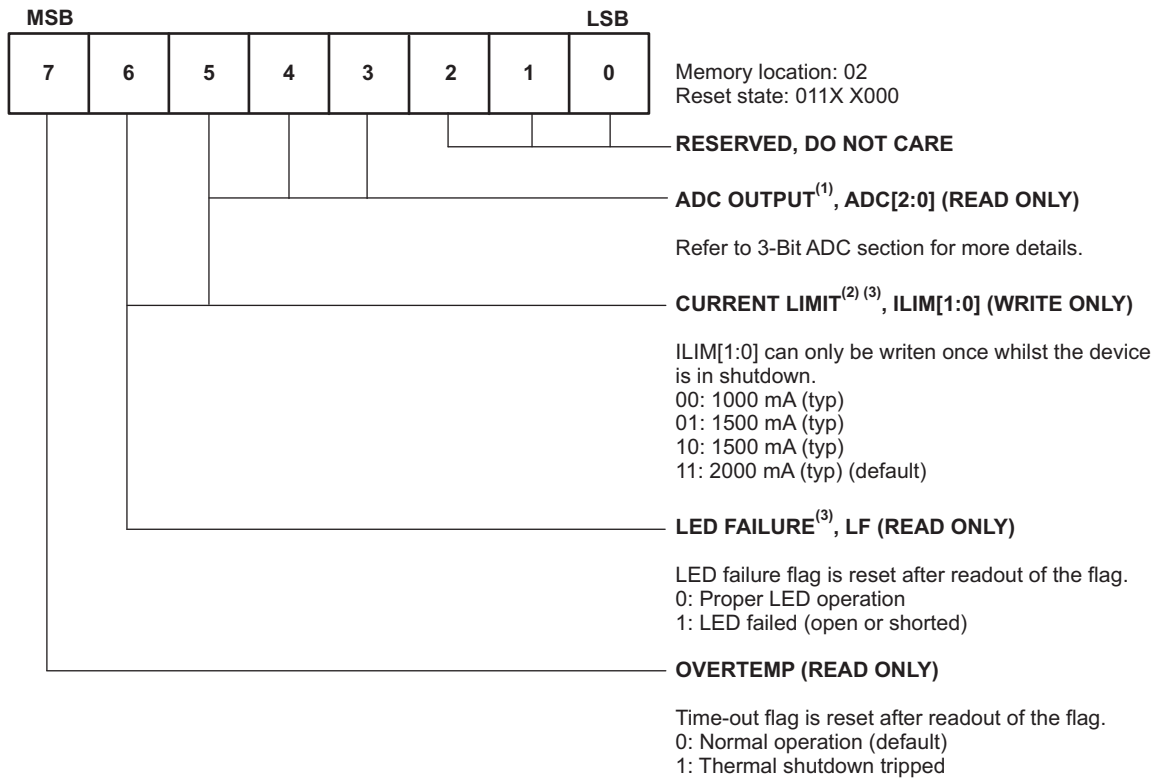 MSB LSB
7 6 5 4 3 2 1 0
Memory location: 02
Reset state: 011X X000
RESERVED, DO NOT CARE
ADC OUTPUT(1), ADC[2:0] (READ ONLY)
Refer to 3-Bit ADC section for more details.
CURRENT LIMIT(2) (3), ILIM[1:0] (WRITE ONLY)
ILIM[1:0] can only be writen once whilst the device
is in shutdown.
00: 1000 mA (typ)
01: 1500 mA (typ)
10: 1500 mA (typ)
11: 2000 mA (typ) (default)
LED FAILURE(3), LF (READ ONLY)
LED failure flag is reset after readout of the flag.
0: Proper LED operation
1: LED failed (open or shorted)
OVERTEMP (READ ONLY)
Time-out flag is reset after readout of the flag.
0: Normal operation (default)
1: Thermal shutdown tripped